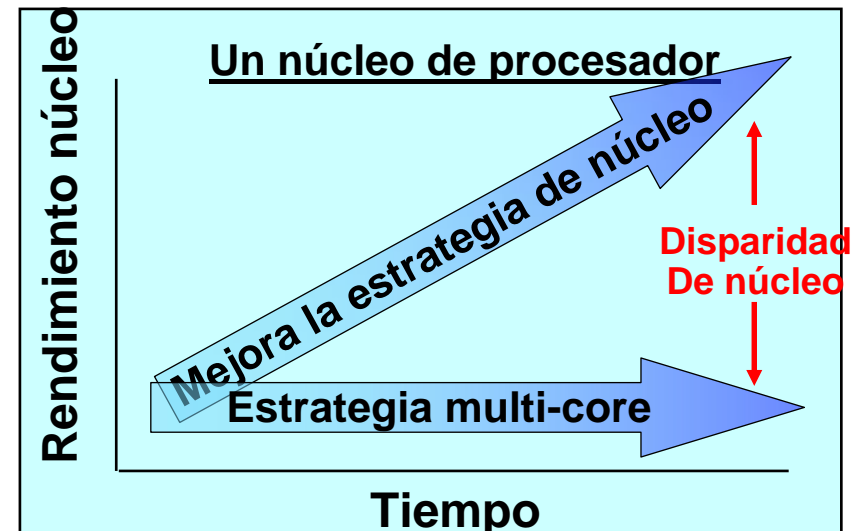 Un núcleo de procesador
Rendimiento núcleo
Mejora la estrategia de núcleo
Disparidad
De núcleo
Estrategia multi-core
Tiempo